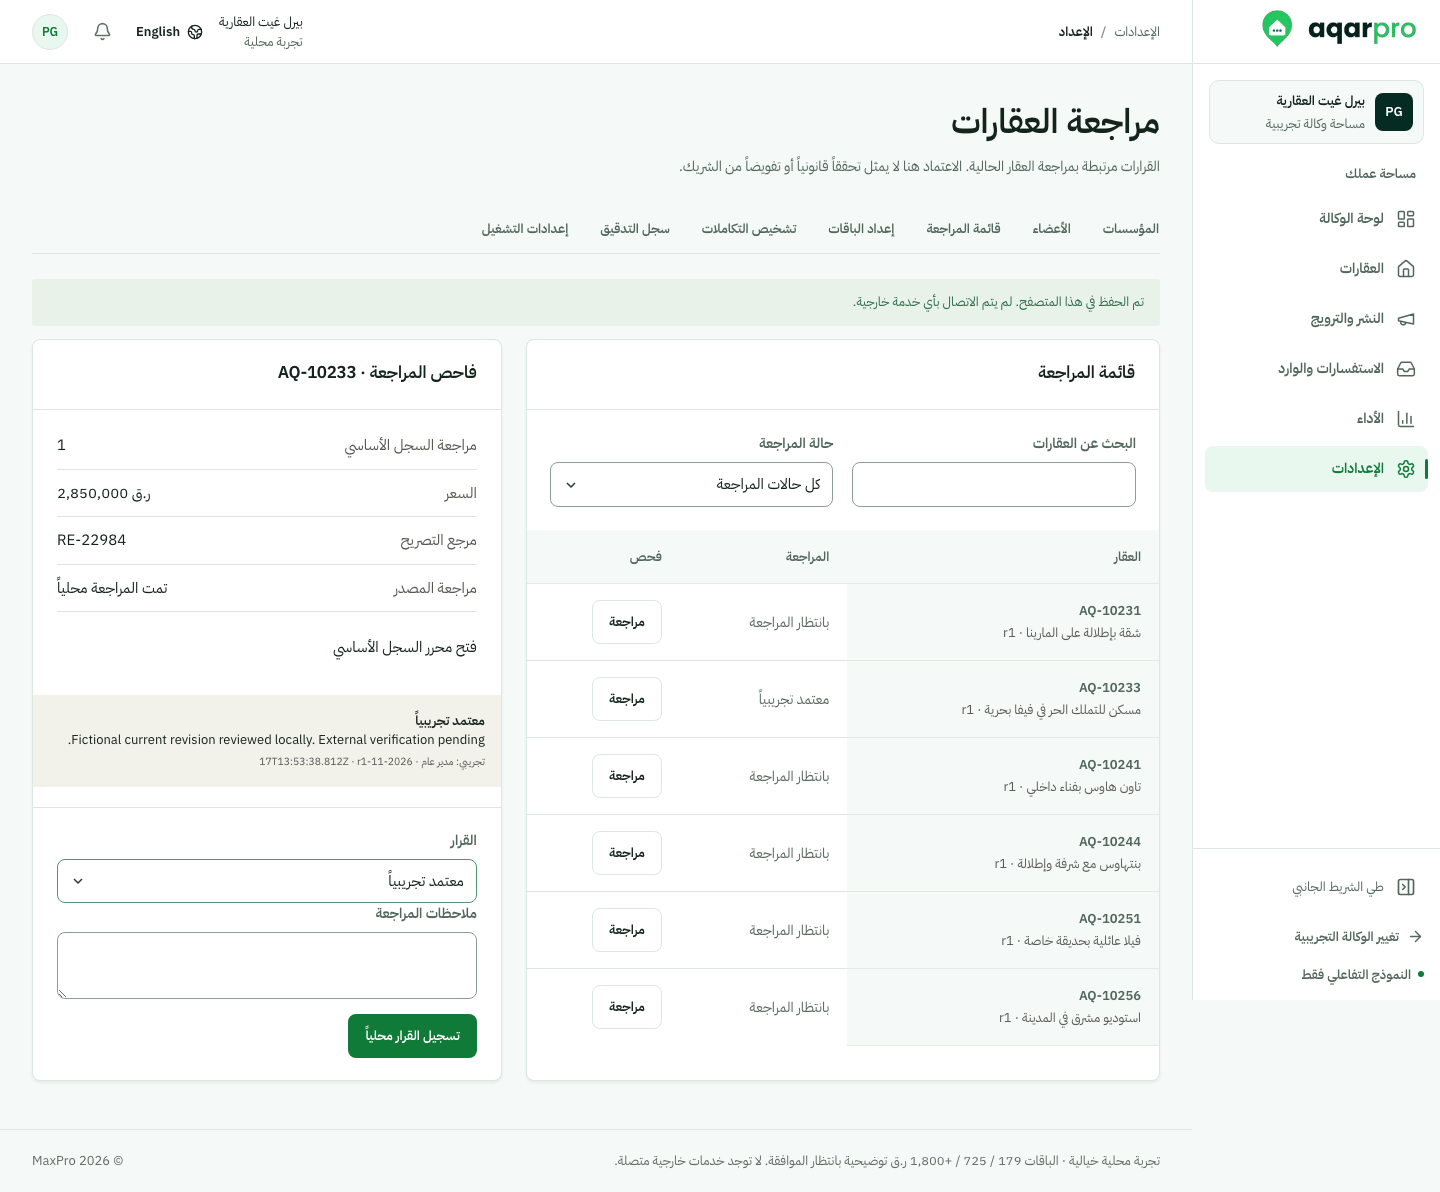 aqarpro
الإعدادات / الإعداد
بيرل غيت العقارية
تجربة محلية
English
PG
PG
بيرل غيت العقارية
مساحة وكالة تجريبية
مساحة عملك
لوحة الوكالة
العقارات
النشر والترويج
الاستفسارات والوارد
الأداء
الإعدادات
طي الشريط الجانبي
تغيير الوكالة التجريبية
النموذج التفاعلي فقط
مراجعة العقارات
القرارات مرتبطة بمراجعة العقار الحالية. الاعتماد هنا لا يمثل تحققاً قانونياً أو تفويضاً من الشريك.
المؤسسات الأعضاء قائمة المراجعة إعداد الباقات تشخيص التكاملات سجل التدقيق إعدادات التشغيل
تم الحفظ في هذا المتصفح. لم يتم الاتصال بأي خدمة خارجية.
قائمة المراجعة
البحث عن العقارات
حالة المراجعة
كل حالات المراجعة
العقار المراجعة فحص
AQ-10231
شقة بإطلالة على المارينا · r1
بانتظار المراجعة
مراجعة
AQ-10233
مسكن للتملك الحر في فيفا بحرية · r1
معتمد تجريبياً
مراجعة
AQ-10241
تاون هاوس بفناء داخلي · r1
بانتظار المراجعة
مراجعة
AQ-10244
بنتهاوس مع شرفة وإطلالة · r1
بانتظار المراجعة
مراجعة
AQ-10251
فيلا عائلية بحديقة خاصة · r1
بانتظار المراجعة
مراجعة
AQ-10256
استوديو مشرق في المدينة · r1
بانتظار المراجعة
مراجعة
فاحص المراجعة · AQ-10233
مراجعة السجل الأساسي 1
السعر 2,850,000 ر.ق
مرجع التصريح RE-22984
مراجعة المصدر تمت المراجعة محلياً
فتح محرر السجل الأساسي
معتمد تجريبياً
.Fictional current revision reviewed locally. External verification pending
تجريبي: مدير عام · 2026-11-17T13:53:38.812Z · r1
القرار
معتمد تجريبياً
ملاحظات المراجعة
تسجيل القرار محلياً
تجربة محلية خيالية · الباقات 179 / 725 / +1,800 ر.ق توضيحية بانتظار الموافقة. لا توجد خدمات خارجية متصلة.
© 2026 MaxPro